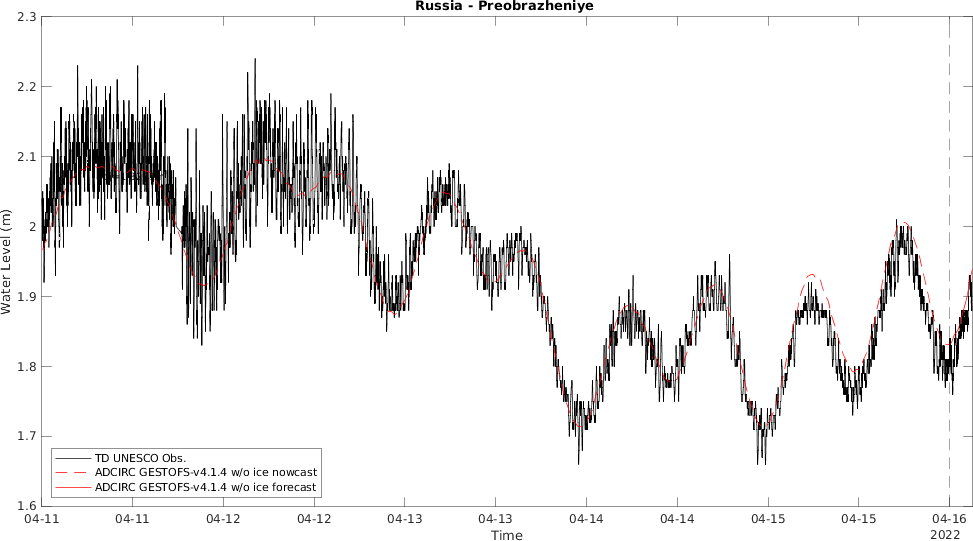 Russia - Preobrazheniye
2.3
2.2
2.1
2
1.9
1.8
1.7
1.6
Water Level (m)
TD UNESCO Obs.
ADCIRC GESTOFS-v4.1.4 w/o ice nowcast
ADCIRC GESTOFS-v4.1.4 w/o ice forecast
04-11 04-11 04-12 04-12 04-13 04-13 04-14 04-14 04-15 04-15 04-16
Time 2022